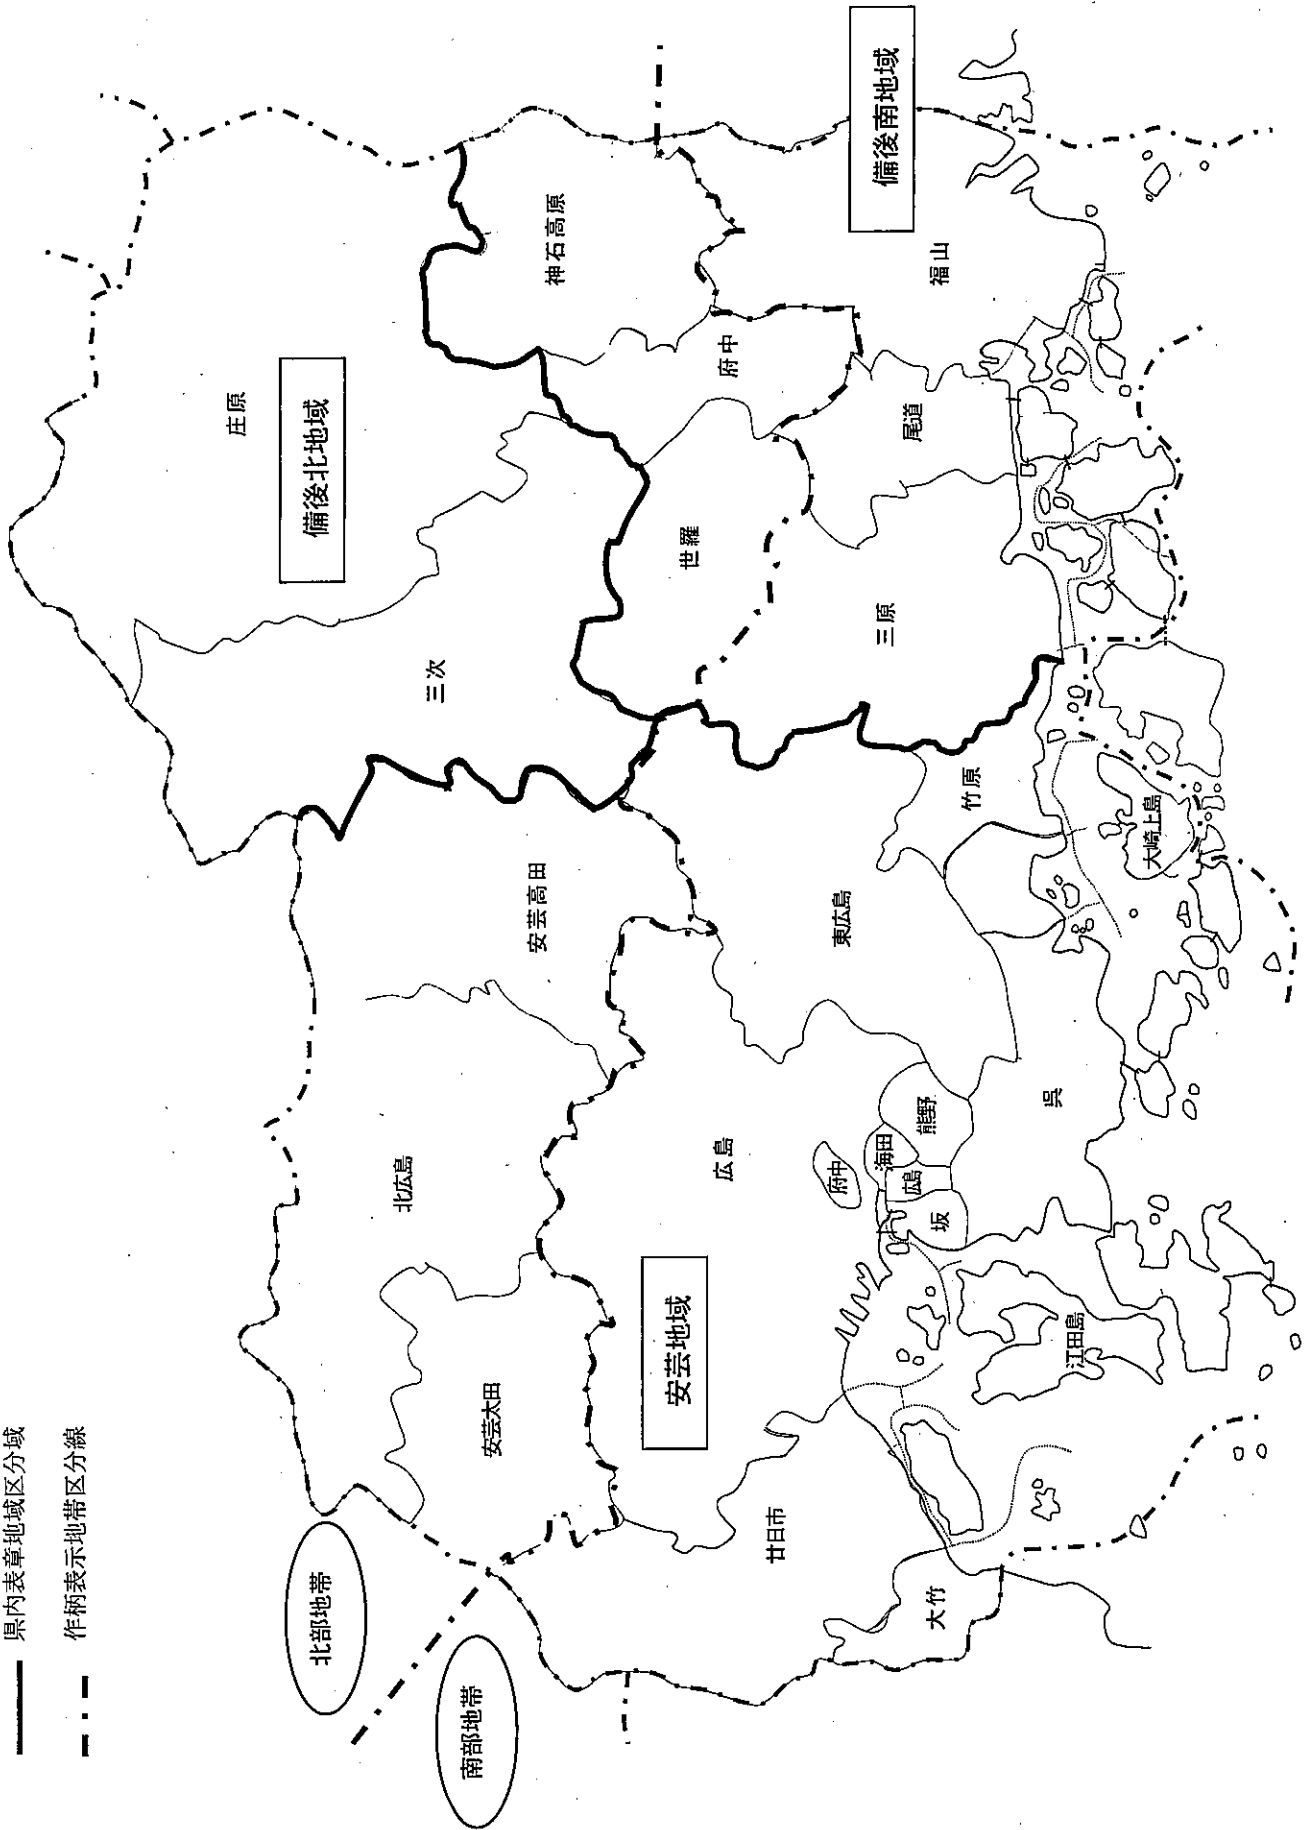 県内表章地域区分域
作柄表示地帯区分線
北部地帯
南部地帯
備後北地域
備後南地域
安芸地域
庄原
三次
神石高原
府中
福山
世羅
尾道
三原
安芸高田
北広島
安芸太田
広島
東広島
竹原
大崎上島
呉
熊野
海田
府中
広島
坂
江田島
廿日市
大竹